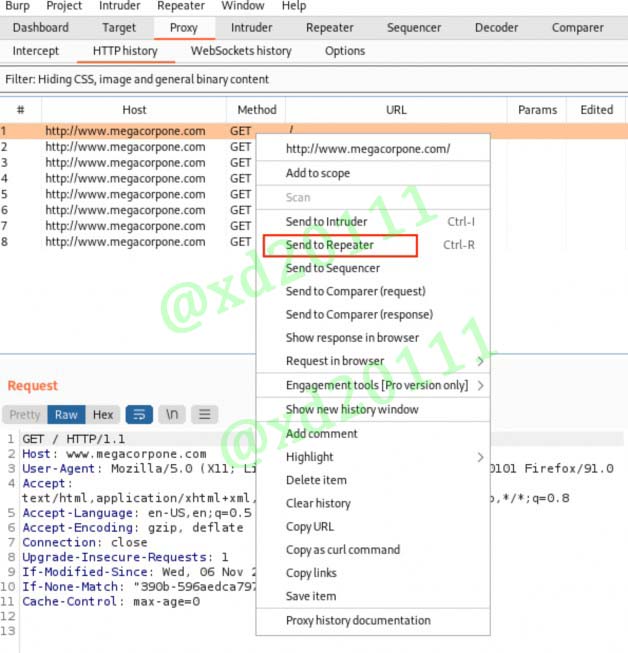 Burp Project Intruder Repeater Window Help
Dashboard Target Proxy Intruder Repeater Sequencer Decoder Comparer
Intercept HTTP history WebSockets history Options
Filter: Hiding CSS, image and general binary content
# Host Method URL Params Edited
1 http://www.megacorpone.com GET /
2 http://www.megacorpone.com GET
3 http://www.megacorpone.com GET
4 http://www.megacorpone.com GET
5 http://www.megacorpone.com GET
6 http://www.megacorpone.com GET
7 http://www.megacorpone.com GET
8 http://www.megacorpone.com GET
http://www.megacorpone.com/
Add to scope
Scan
Send to Intruder Ctrl-I
Send to Repeater Ctrl-R
Send to Sequencer
Send to Comparer (request)
Send to Comparer (response)
Show response in browser
Request in browser
Engagement tools [Pro version only]
Show new history window
Add comment
Highlight
Delete item
Clear history
Copy URL
Copy as curl command
Copy links
Save item
Proxy history documentation
@xd20111
@xd20111
Request
Pretty Raw Hex \n
1 GET / HTTP/1.1
2 Host: www.megacorpone.com
3 User-Agent: Mozilla/5.0 (X11; Li 0101 Firefox/91.0
4 Accept:
text/html,application/xhtml+xml, ,*/*;q=0.8
5 Accept-Language: en-US,en;q=0.5
6 Accept-Encoding: gzip, deflate
7 Connection: close
8 Upgrade-Insecure-Requests: 1
9 If-Modified-Since: Wed, 06 Nov 2
10 If-None-Match: "390b-596aedca797
11 Cache-Control: max-age=0
12
13